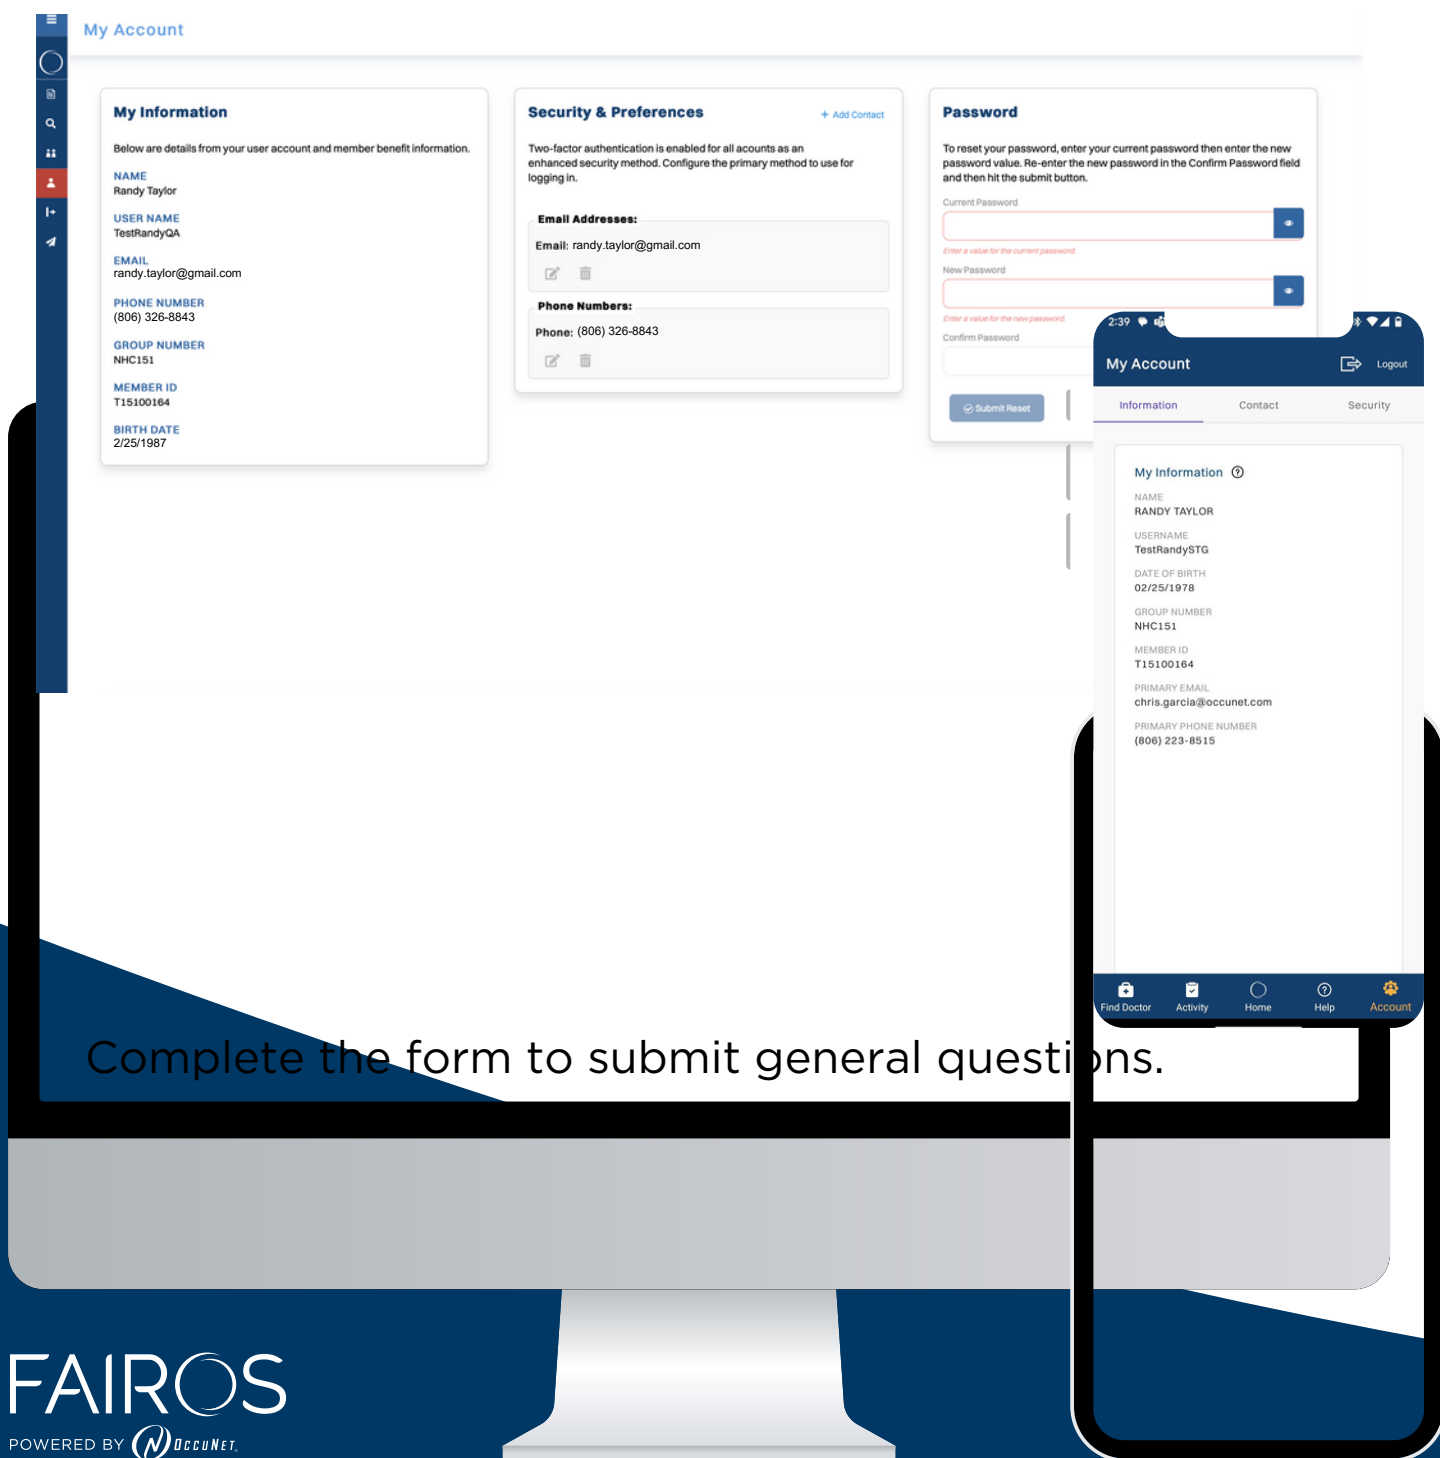 My Account
My Information
Below are details from your user account and member benefit information.
NAME
Randy Taylor
USER NAME
TestRandyQA
EMAIL
randy.taylor@gmail.com
PHONE NUMBER
(806) 326-8843
GROUP NUMBER
NHC151
MEMBER ID
T15100164
BIRTH DATE
2/25/1987
Security & Preferences
+ Add Contact
Two-factor authentication is enabled for all acounts as an
enhanced security method. Configure the primary method to use for
logging in.
Email Addresses:
Email: randy.taylor@gmail.com
Phone Numbers:
Phone: (806) 326-8843
Password
To reset your password, enter your current password then enter the new
password value. Re-enter the new password in the Confirm Password field
and then hit the submit button.
Current Password
Enter a value for the current password.
New Password
Enter a value for the new password.
Confirm Password
Submit Reset
2:39
My Account
Logout
Information Contact Security
My Information
NAME
RANDY TAYLOR
USERNAME
TestRandySTG
DATE OF BIRTH
02/25/1978
GROUP NUMBER
NHC151
MEMBER ID
T15100164
PRIMARY EMAIL
chris.garcia@occunet.com
PRIMARY PHONE NUMBER
(806) 223-8515
Find Doctor Activity Home Help Account
Complete the form to submit general questions.
FAIROS
POWERED BY OCCUNET